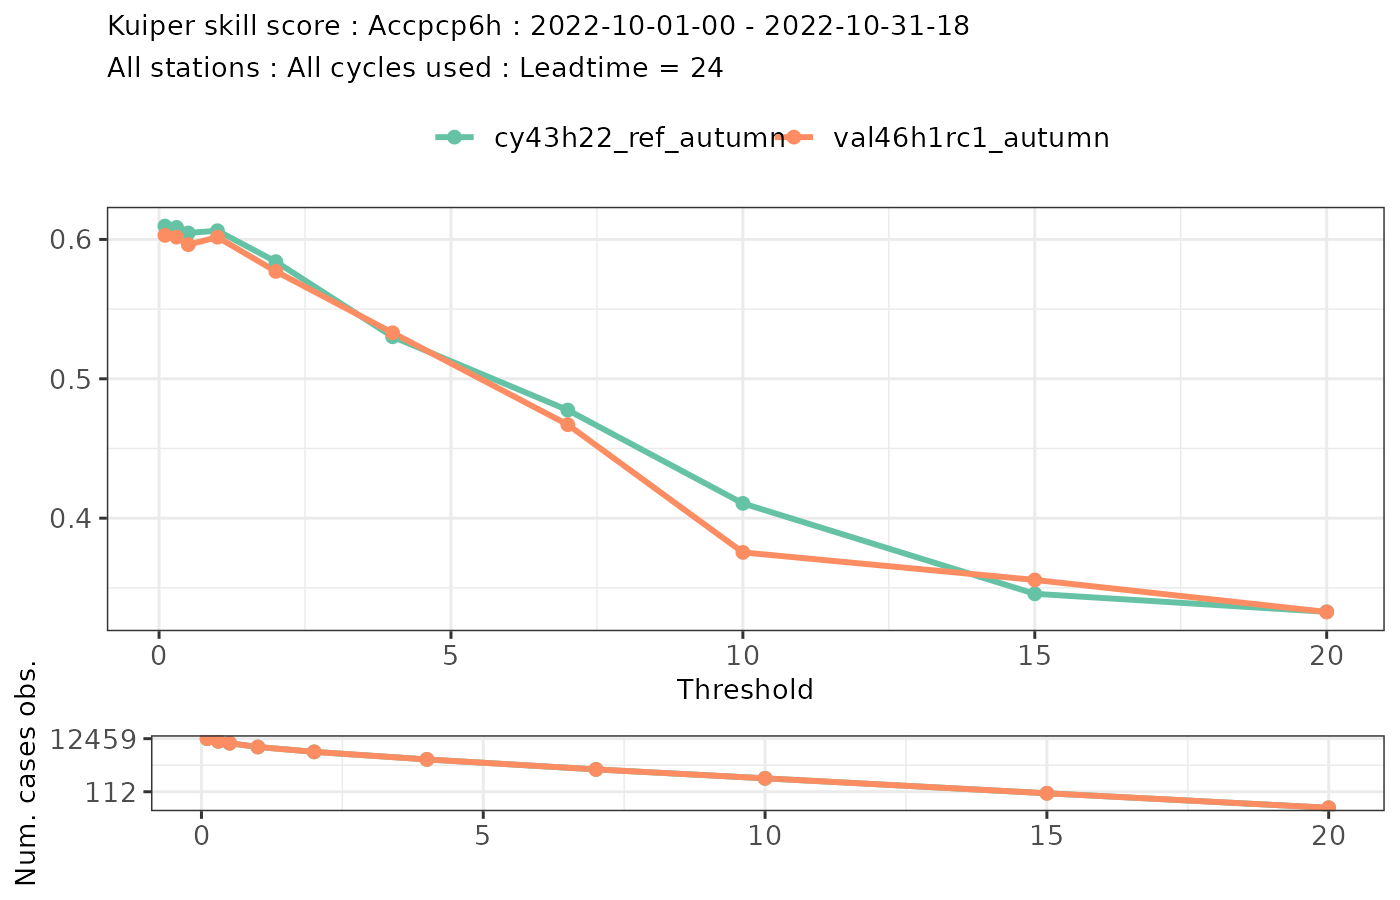 Kuiper skill score : Accpcp6h : 2022-10-01-00 - 2022-10-31-18
All stations : All cycles used : Leadtime = 24
cy43h22_ref_autumn val46h1rc1_autumn
0.6
0.5
0.4
0 5 10 15 20
Threshold
Num. cases obs.
12459
112
0 5 10 15 20